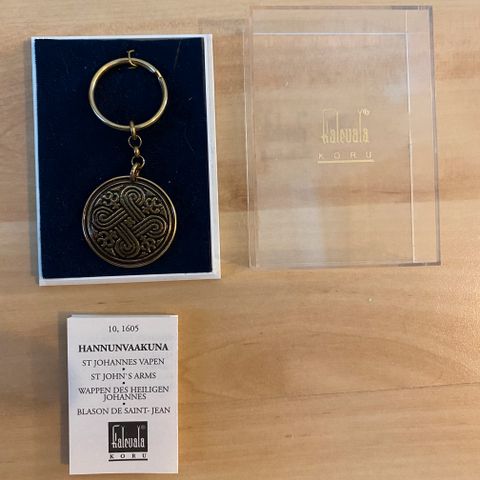 Kalevala
KORU
10, 1605
HANNUNVAAKUNA
ST JOHANNES VAPEN
•
ST JOHN`S ARMS
•
WAPPEN DES HEILIGEN
JOHANNES
•
BLASON DE SAINT- JEAN
Kalevala ®
KORU